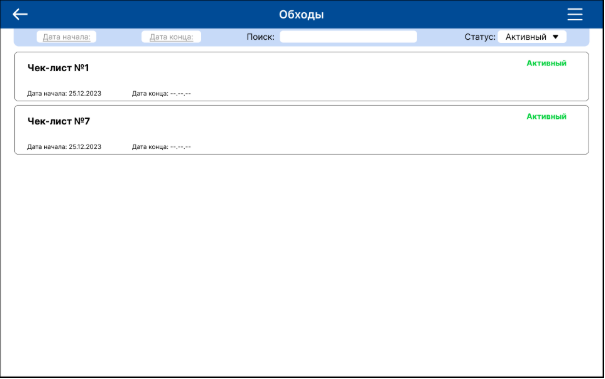 Обходы
Дата начала: Дата конца: Поиск: Статус: Активный
Чек-лист №1 Активный
Дата начала: 25.12.2023 Дата конца: --.--.--
Чек-лист №7 Активный
Дата начала: 25.12.2023 Дата конца: --.--.--